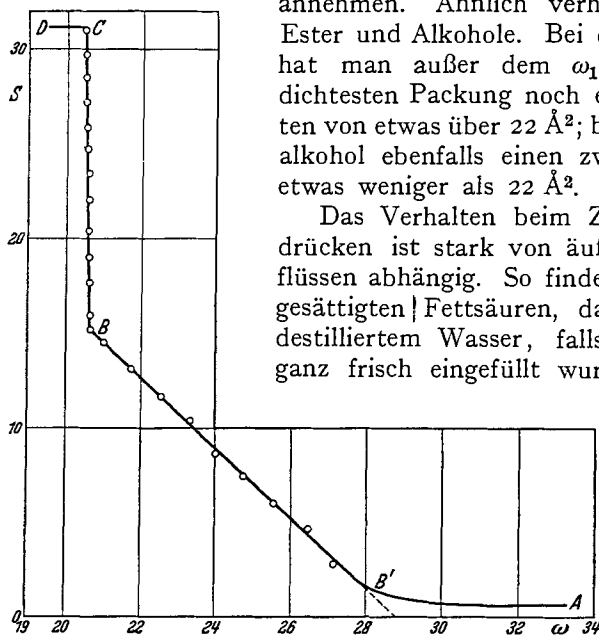 annehmen. Ähnlich verh
Ester und Alkohole. Bei
hat man außer dem ω₁
dichtesten Packung noch e
ten von etwas über 22 Å²; b
alkohol ebenfalls einen zw
etwas weniger als 22 Å².
Das Verhalten beim Z
drücken ist stark von äu
flüssen abhängig. So finde
gesättigten Fettsäuren, da
destilliertem Wasser, falls
ganz frisch eingefüllt wur
D C
30
S
20
B
10
B'
A
0
19 20 22 24 26 28 30 32 ω 34